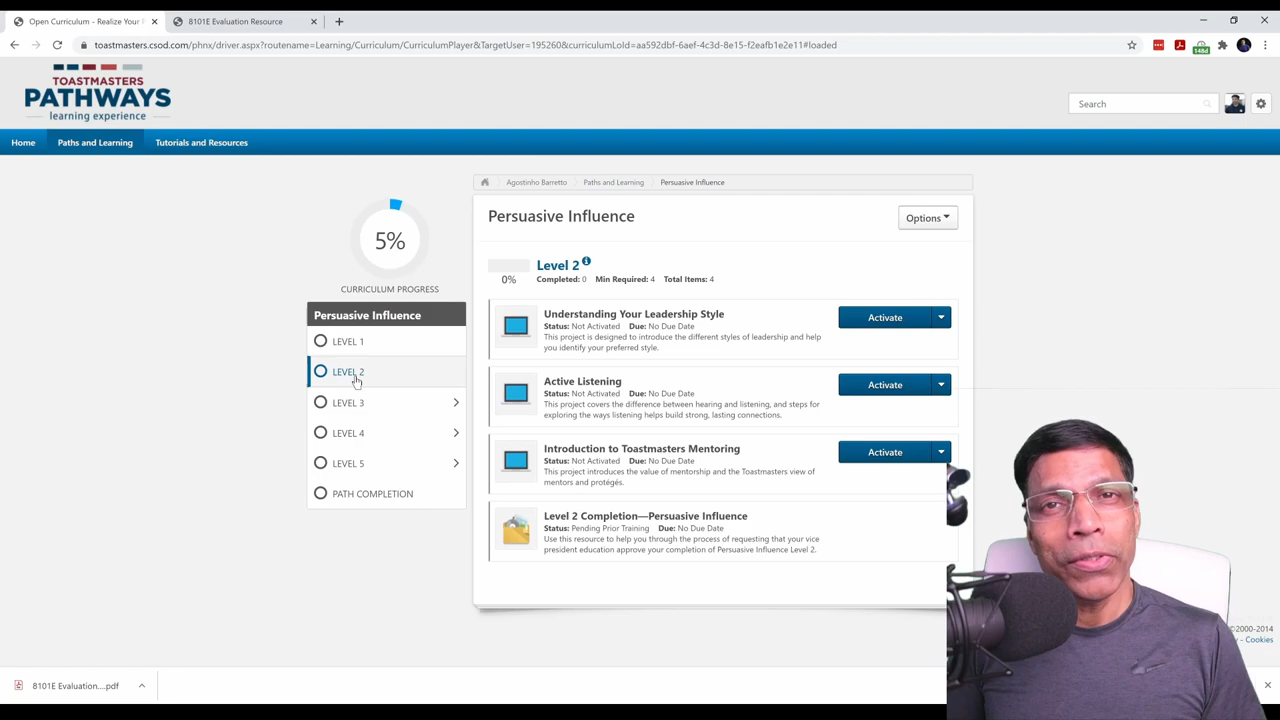 Open Curriculum - Realize Your
8101E Evaluation Resource
toastmasters.csod.com/phnx/driver.aspx?routename=Learning/Curriculum/CurriculumPlayer&TargetUser=195260&curriculumLoId=aa592dbf-6aef-4c3d-8e15-f2eafb1e2e11#loaded
148d
TOASTMASTERS
PATHWAYS
learning experience
Search
Home
Paths and Learning
Tutorials and Resources
Agostinho Barretto
Paths and Learning
Persuasive Influence
5%
CURRICULUM PROGRESS
Persuasive Influence
LEVEL 1
LEVEL 2
LEVEL 3
LEVEL 4
LEVEL 5
PATH COMPLETION
Persuasive Influence
Options
0%
Level 2
Completed: 0 Min Required: 4 Total Items: 4
Understanding Your Leadership Style
Status: Not Activated Due: No Due Date
This project is designed to introduce the different styles of leadership and help
you identify your preferred style.
Activate
Active Listening
Status: Not Activated Due: No Due Date
This project covers the difference between hearing and listening, and steps for
exploring the ways listening helps build strong, lasting connections.
Activate
Introduction to Toastmasters Mentoring
Status: Not Activated Due: No Due Date
This project introduces the value of mentorship and the Toastmasters view of
mentors and protégés.
Activate
Level 2 Completion—Persuasive Influence
Status: Pending Prior Training Due: No Due Date
Use this resource to help you through the process of requesting that your vice
president education approve your completion of Persuasive Influence Level 2.
©2000-2014
- Cookies
8101E Evaluation....pdf